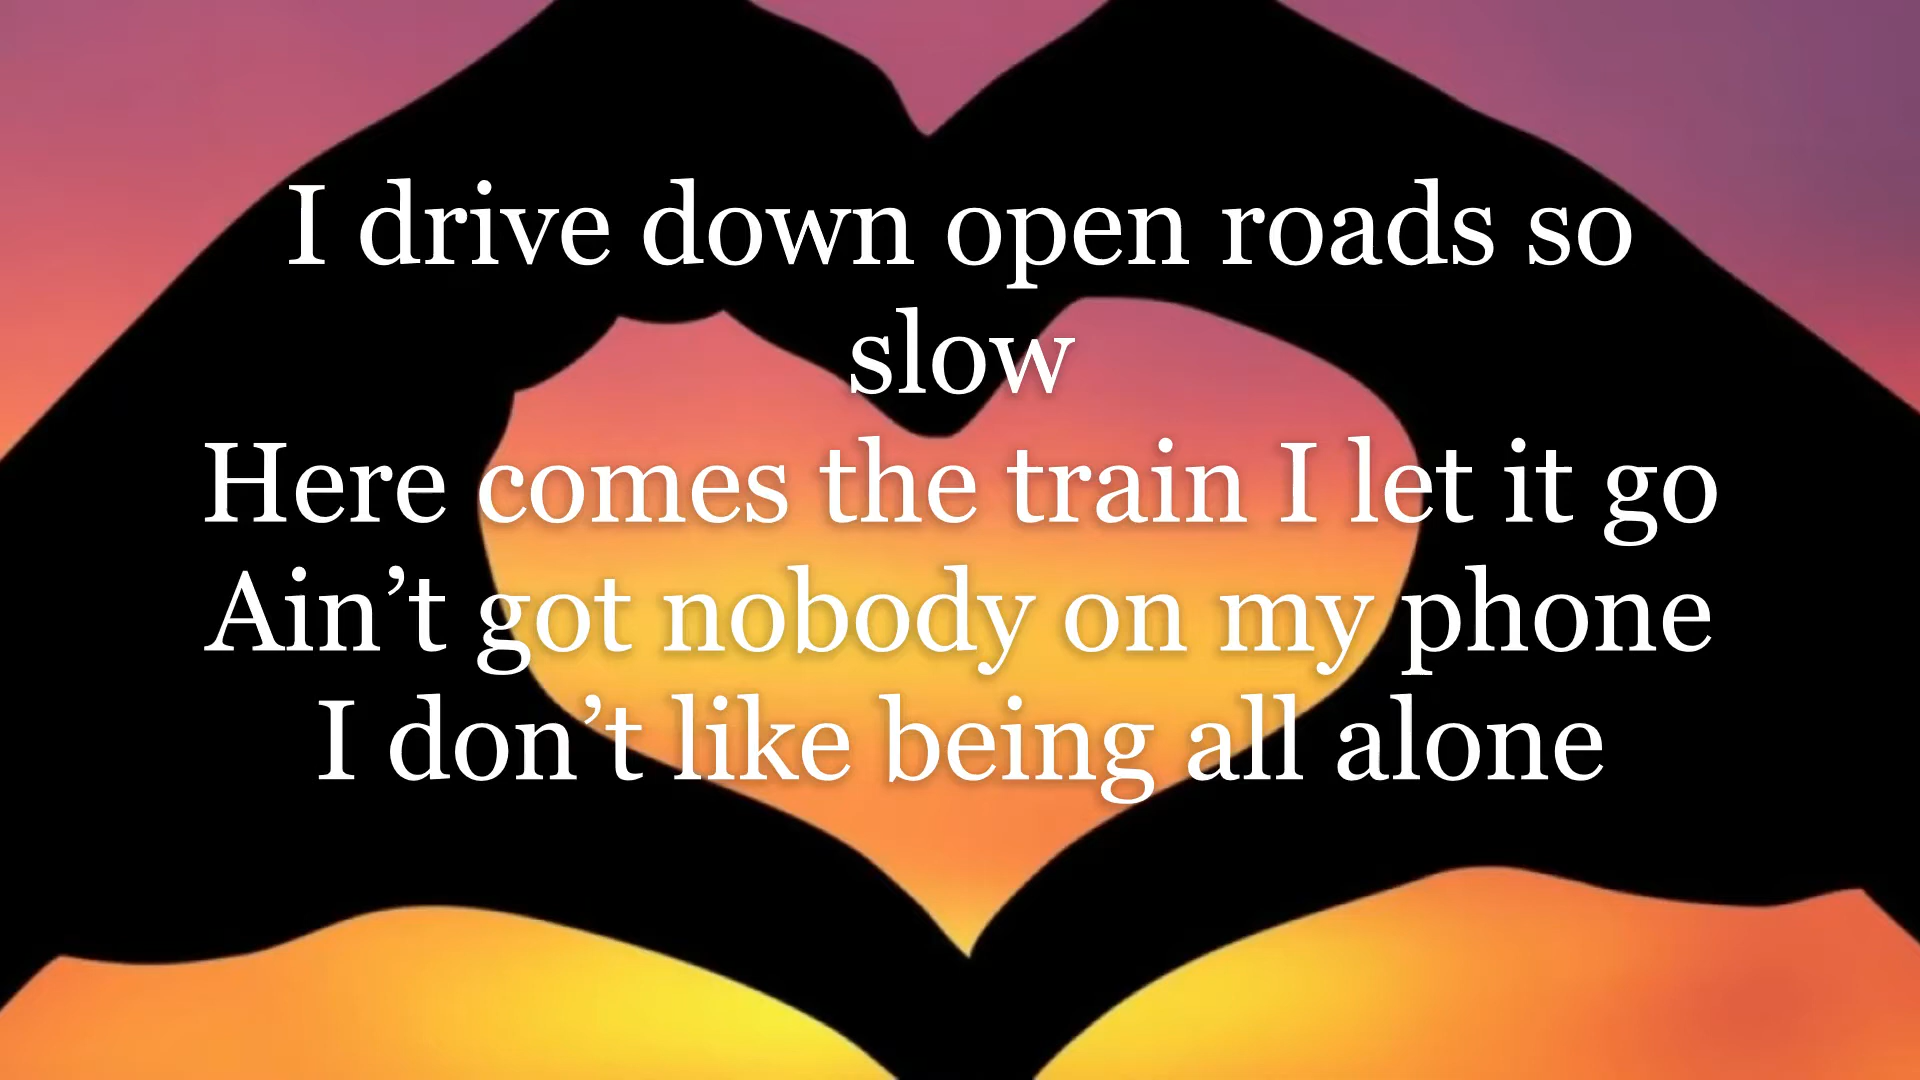 I drive down open roads so
slow
Here comes the train I let it go
Ain’t got nobody on my phone
I don’t like being all alone